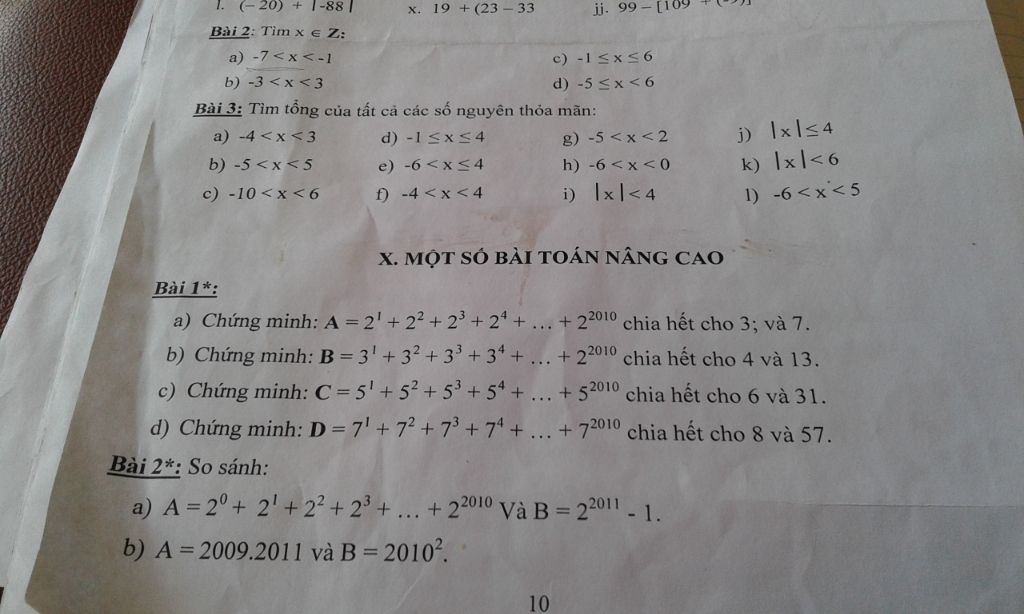 l. (– 20) + | -88 |   x. 19 + (23 – 33   jj. 99 – [109 +
Bài 2: Tìm x ∈ Z:
a) -7 < x < -1   c) -1 ≤ x ≤ 6
b) -3 < x < 3   d) -5 ≤ x < 6
Bài 3: Tìm tổng của tất cả các số nguyên thỏa mãn:
a) -4 < x < 3   d) -1 ≤ x ≤ 4   g) -5 < x < 2   j) |x| ≤ 4
b) -5 < x < 5   e) -6 < x ≤ 4   h) -6 < x < 0   k) |x| < 6
c) -10 < x < 6   f) -4 < x < 4   i) |x| < 4   l) -6 < x < 5
X. MỘT SỐ BÀI TOÁN NÂNG CAO
Bài 1*:
a) Chứng minh: A = 2¹ + 2² + 2³ + 2⁴ + … + 2²⁰¹⁰ chia hết cho 3; và 7.
b) Chứng minh: B = 3¹ + 3² + 3³ + 3⁴ + … + 2²⁰¹⁰ chia hết cho 4 và 13.
c) Chứng minh: C = 5¹ + 5² + 5³ + 5⁴ + … + 5²⁰¹⁰ chia hết cho 6 và 31.
d) Chứng minh: D = 7¹ + 7² + 7³ + 7⁴ + … + 7²⁰¹⁰ chia hết cho 8 và 57.
Bài 2*: So sánh:
a) A = 2⁰ + 2¹ + 2² + 2³ + … + 2²⁰¹⁰ Và B = 2²⁰¹¹ - 1.
b) A = 2009.2011 và B = 2010².
10